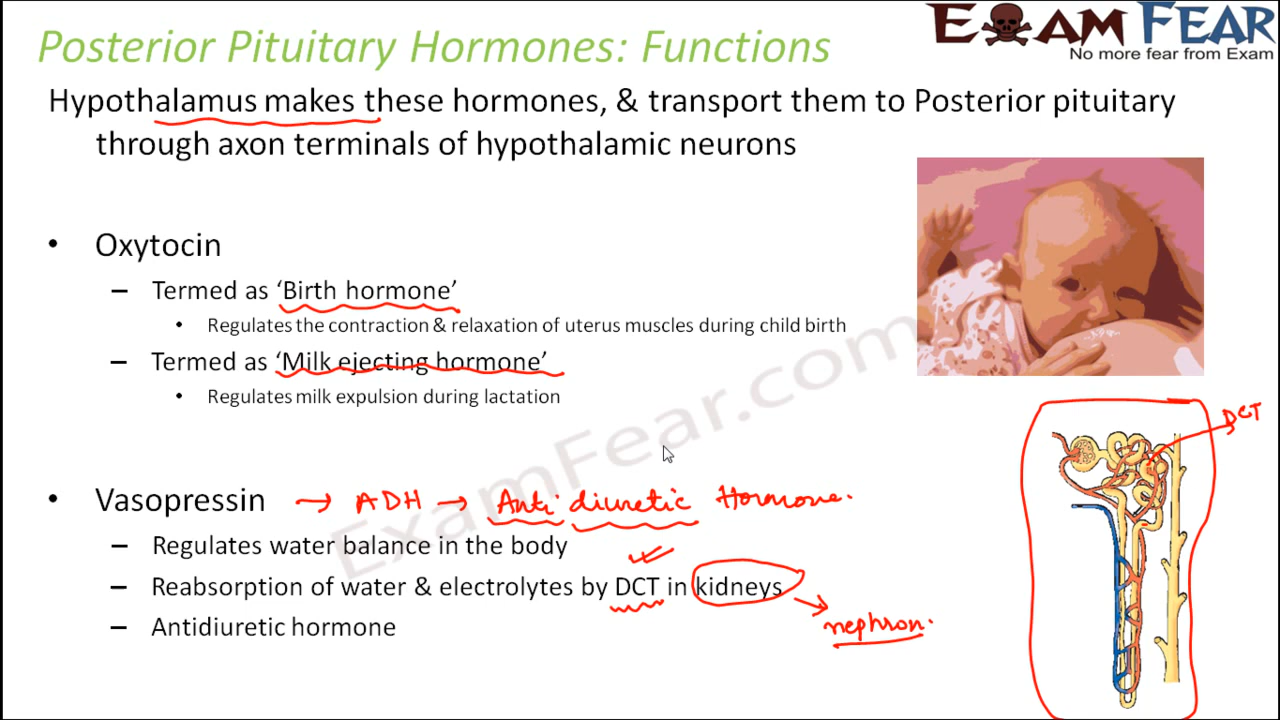 Posterior Pituitary Hormones: Functions
EXAM FEAR
No more fear from Exam
Hypothalamus makes these hormones, & transport them to Posterior pituitary
through axon terminals of hypothalamic neurons
• Oxytocin
– Termed as ‘Birth hormone’
• Regulates the contraction & relaxation of uterus muscles during child birth
– Termed as ‘Milk ejecting hormone’
• Regulates milk expulsion during lactation
DCT
• Vasopressin → ADH → Anti diuretic Hormone.
– Regulates water balance in the body
– Reabsorption of water & electrolytes by DCT in kidneys
→ nephron.
– Antidiuretic hormone
ExamFear.com